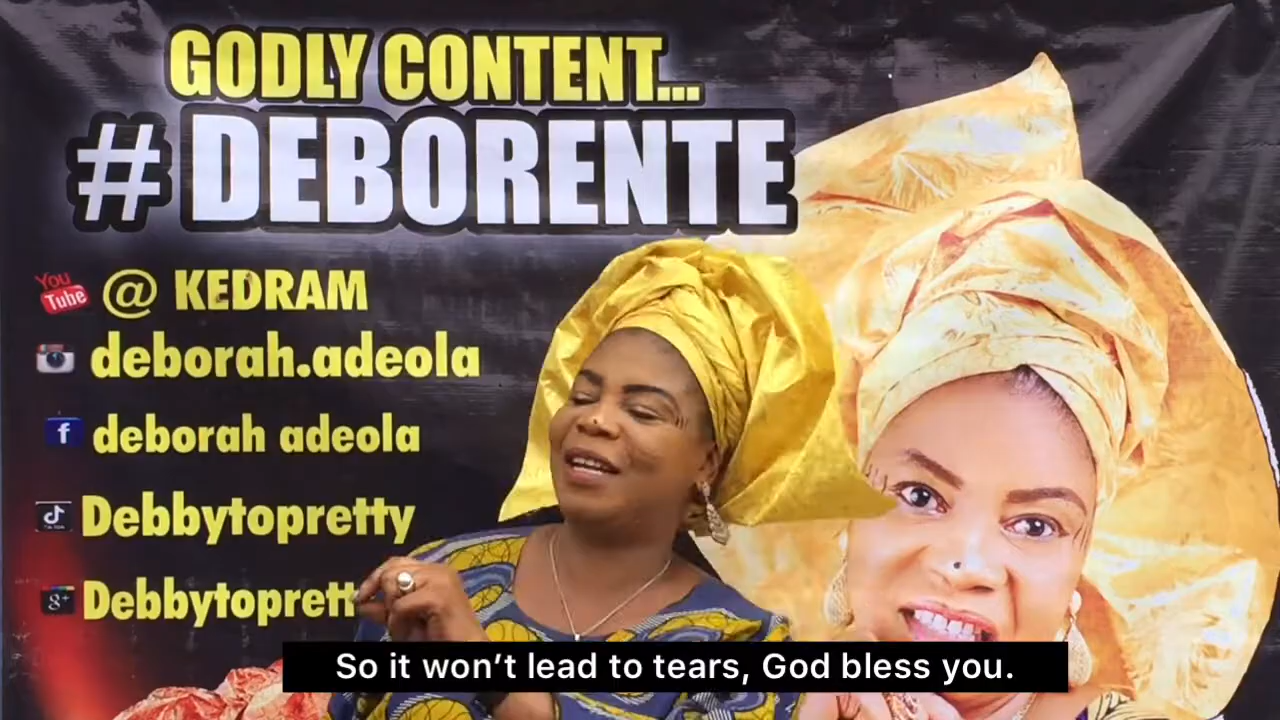 GODLY CONTENT...
# DEBORENTE
You Tube @ KEDRAM
deborah.adeola
f deborah adeola
Debbytopretty
g+ Debbytoprett
So it won't lead to tears, God bless you.